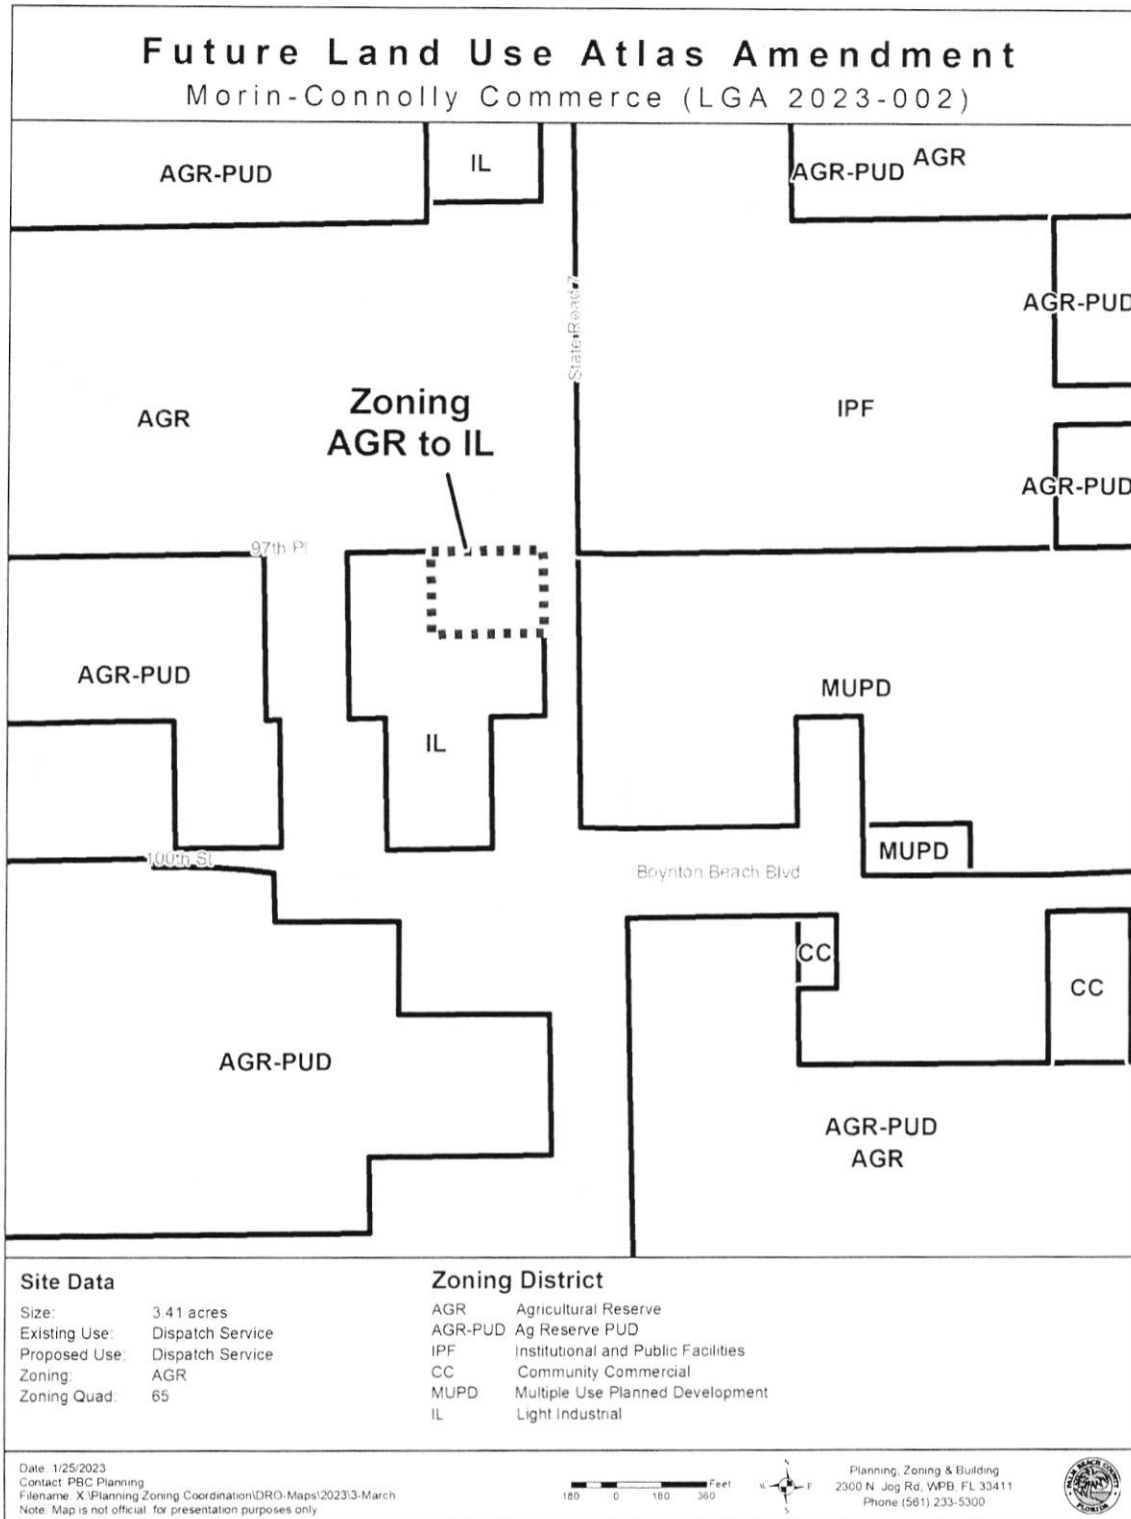 Future Land Use Atlas Amendment
Morin-Connolly Commerce (LGA 2023-002)
AGR-PUD
IL
AGR-PUD
AGR
AGR-PUD
State Road 7
AGR
Zoning
AGR to IL
IPF
AGR-PUD
97th Pl
AGR-PUD
MUPD
IL
MUPD
100th St
Boynton Beach Blvd
CC
CC
AGR-PUD
AGR-PUD
AGR
Site Data
Size: 3.41 acres
Existing Use: Dispatch Service
Proposed Use: Dispatch Service
Zoning: AGR
Zoning Quad: 65
Zoning District
AGR Agricultural Reserve
AGR-PUD Ag Reserve PUD
IPF Institutional and Public Facilities
CC Community Commercial
MUPD Multiple Use Planned Development
IL Light Industrial
Date: 1/25/2023
Contact: PBC Planning
Filename: X:\Planning Zoning Coordination\DRO-Maps\2023\3-March
Note: Map is not official, for presentation purposes only
Feet
180 0 180 360
Planning, Zoning & Building
2300 N. Jog Rd, WPB, FL 33411
Phone (561) 233-5300
PALM BEACH COUNTY
FLORIDA